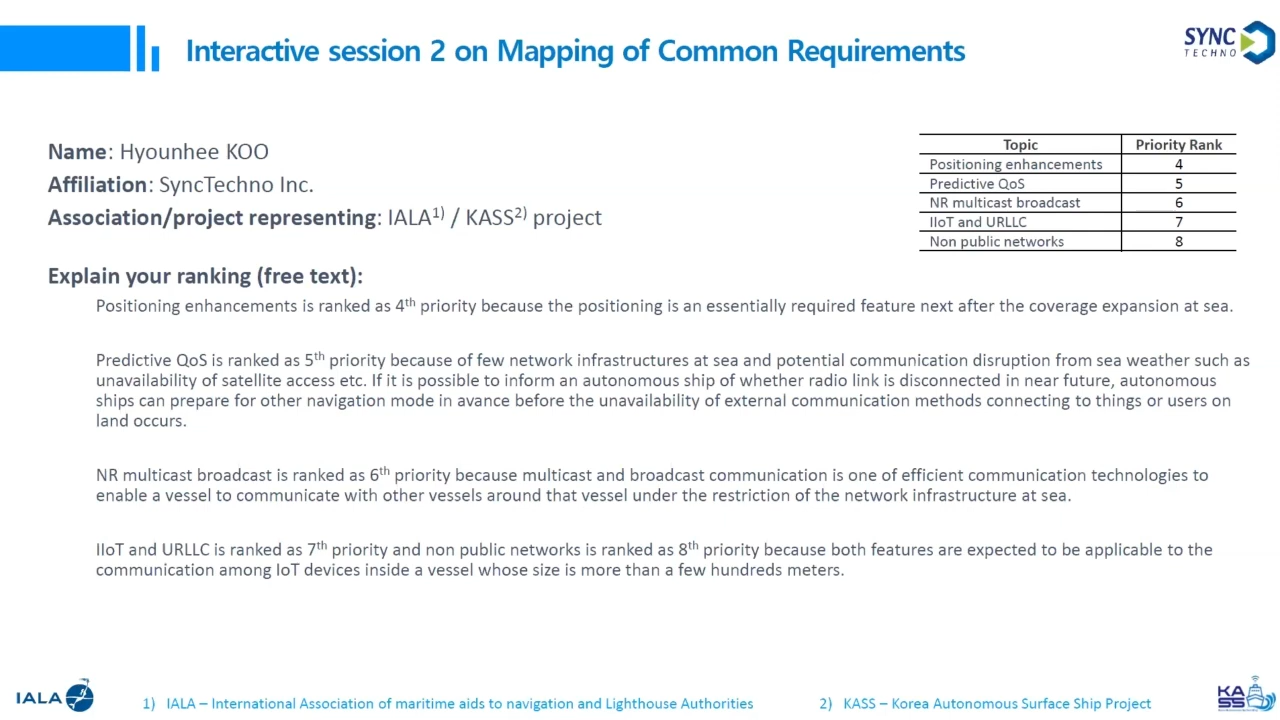 Interactive session 2 on Mapping of Common Requirements
SYNC
TECHNO
Name: Hyounhee KOO
Affiliation: SyncTechno Inc.
Association/project representing: IALA1) / KASS2) project
Topic Priority Rank
Positioning enhancements 4
Predictive QoS 5
NR multicast broadcast 6
IIoT and URLLC 7
Non public networks 8
Explain your ranking (free text):
Positioning enhancements is ranked as 4th priority because the positioning is an essentially required feature next after the coverage expansion at sea.
Predictive QoS is ranked as 5th priority because of few network infrastructures at sea and potential communication disruption from sea weather such as
unavailability of satellite access etc. If it is possible to inform an autonomous ship of whether radio link is disconnected in near future, autonomous
ships can prepare for other navigation mode in avance before the unavailability of external communication methods connecting to things or users on
land occurs.
NR multicast broadcast is ranked as 6th priority because multicast and broadcast communication is one of efficient communication technologies to
enable a vessel to communicate with other vessels around that vessel under the restriction of the network infrastructure at sea.
IIoT and URLLC is ranked as 7th priority and non public networks is ranked as 8th priority because both features are expected to be applicable to the
communication among IoT devices inside a vessel whose size is more than a few hundreds meters.
IALA
1) IALA – International Association of maritime aids to navigation and Lighthouse Authorities
2) KASS – Korea Autonomous Surface Ship Project
KA
SS